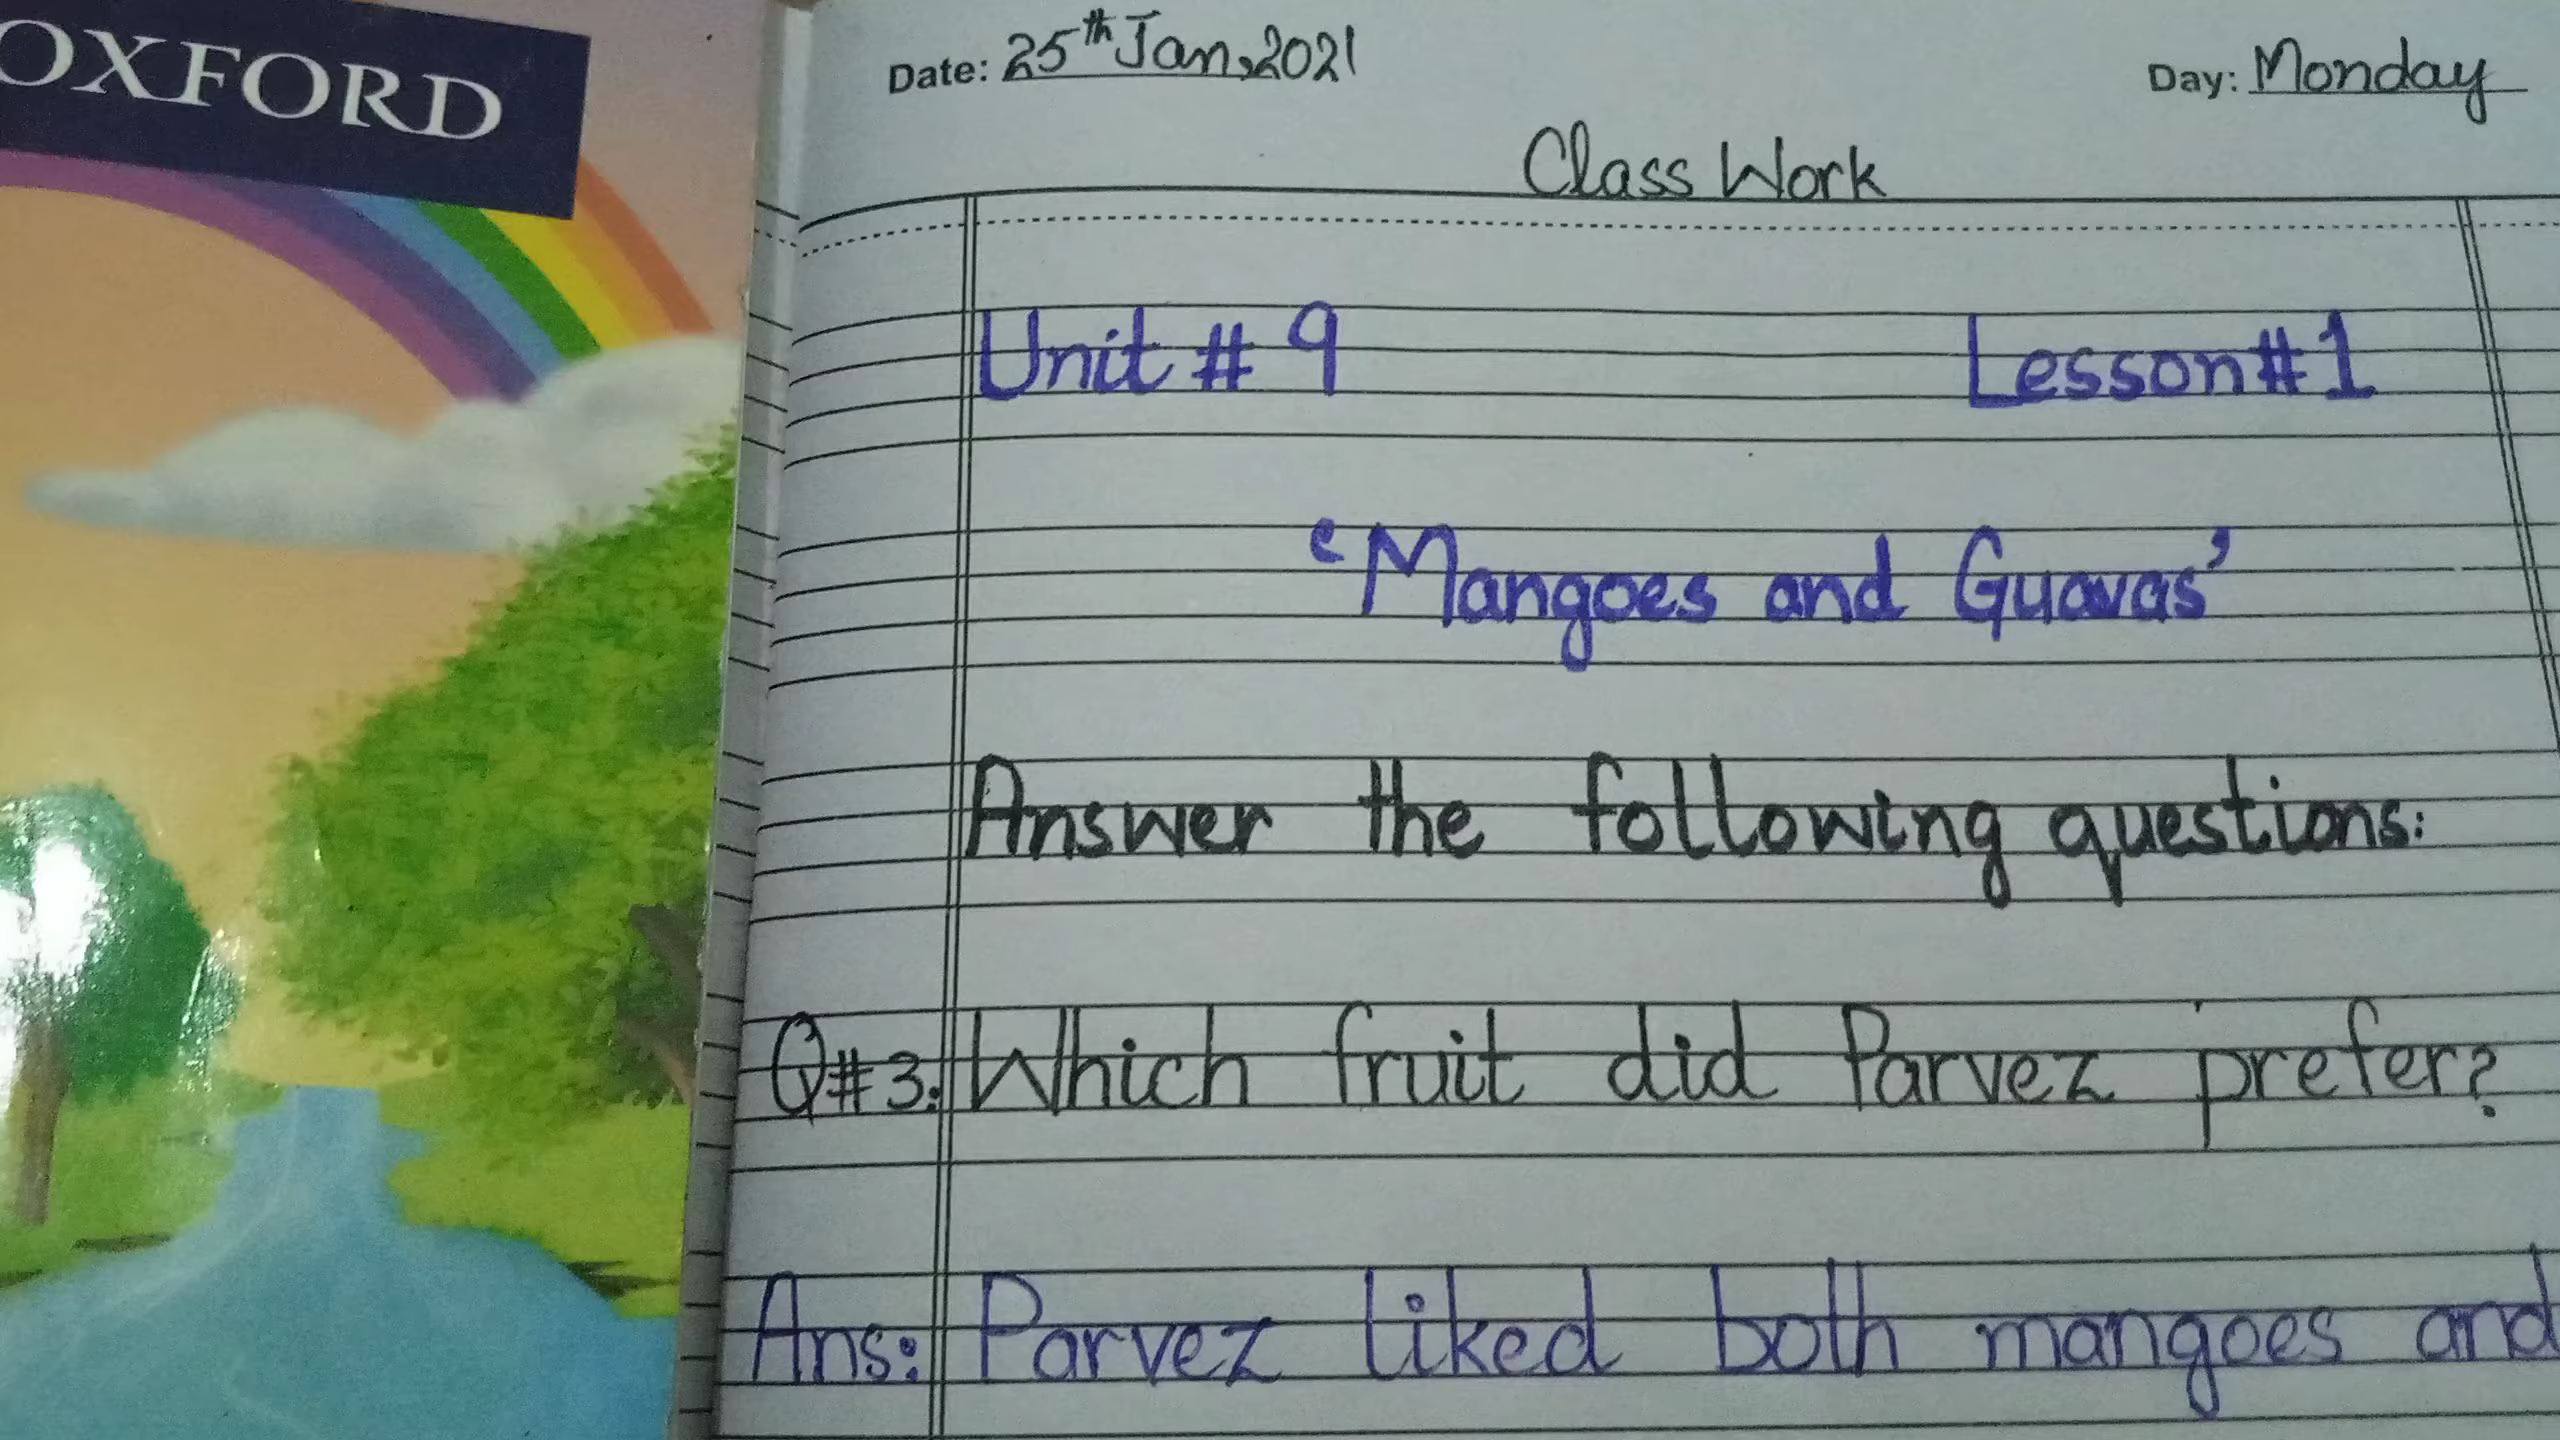 OXFORD
Date: 25th Jan, 2021 Day: Monday
Class Work
Unit # 9 Lesson # 1
‘Mangoes and Guavas’
Answer the following questions:
Q# 3: Which fruit did Parvez prefer?
Ans: Parvez liked both mangoes and